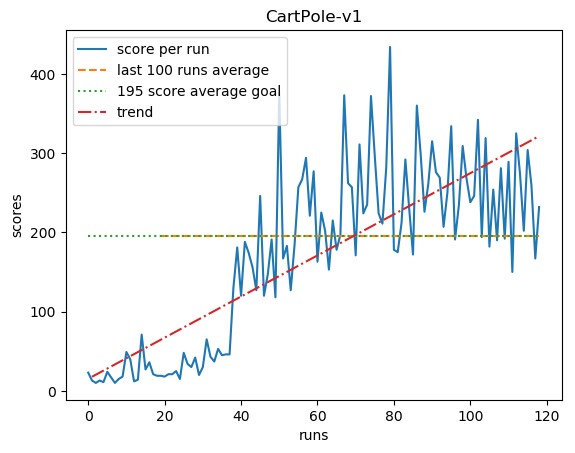 CartPole-v1
score per run
last 100 runs average
195 score average goal
trend
scores
400
300
200
100
0
0 20 40 60 80 100 120
runs